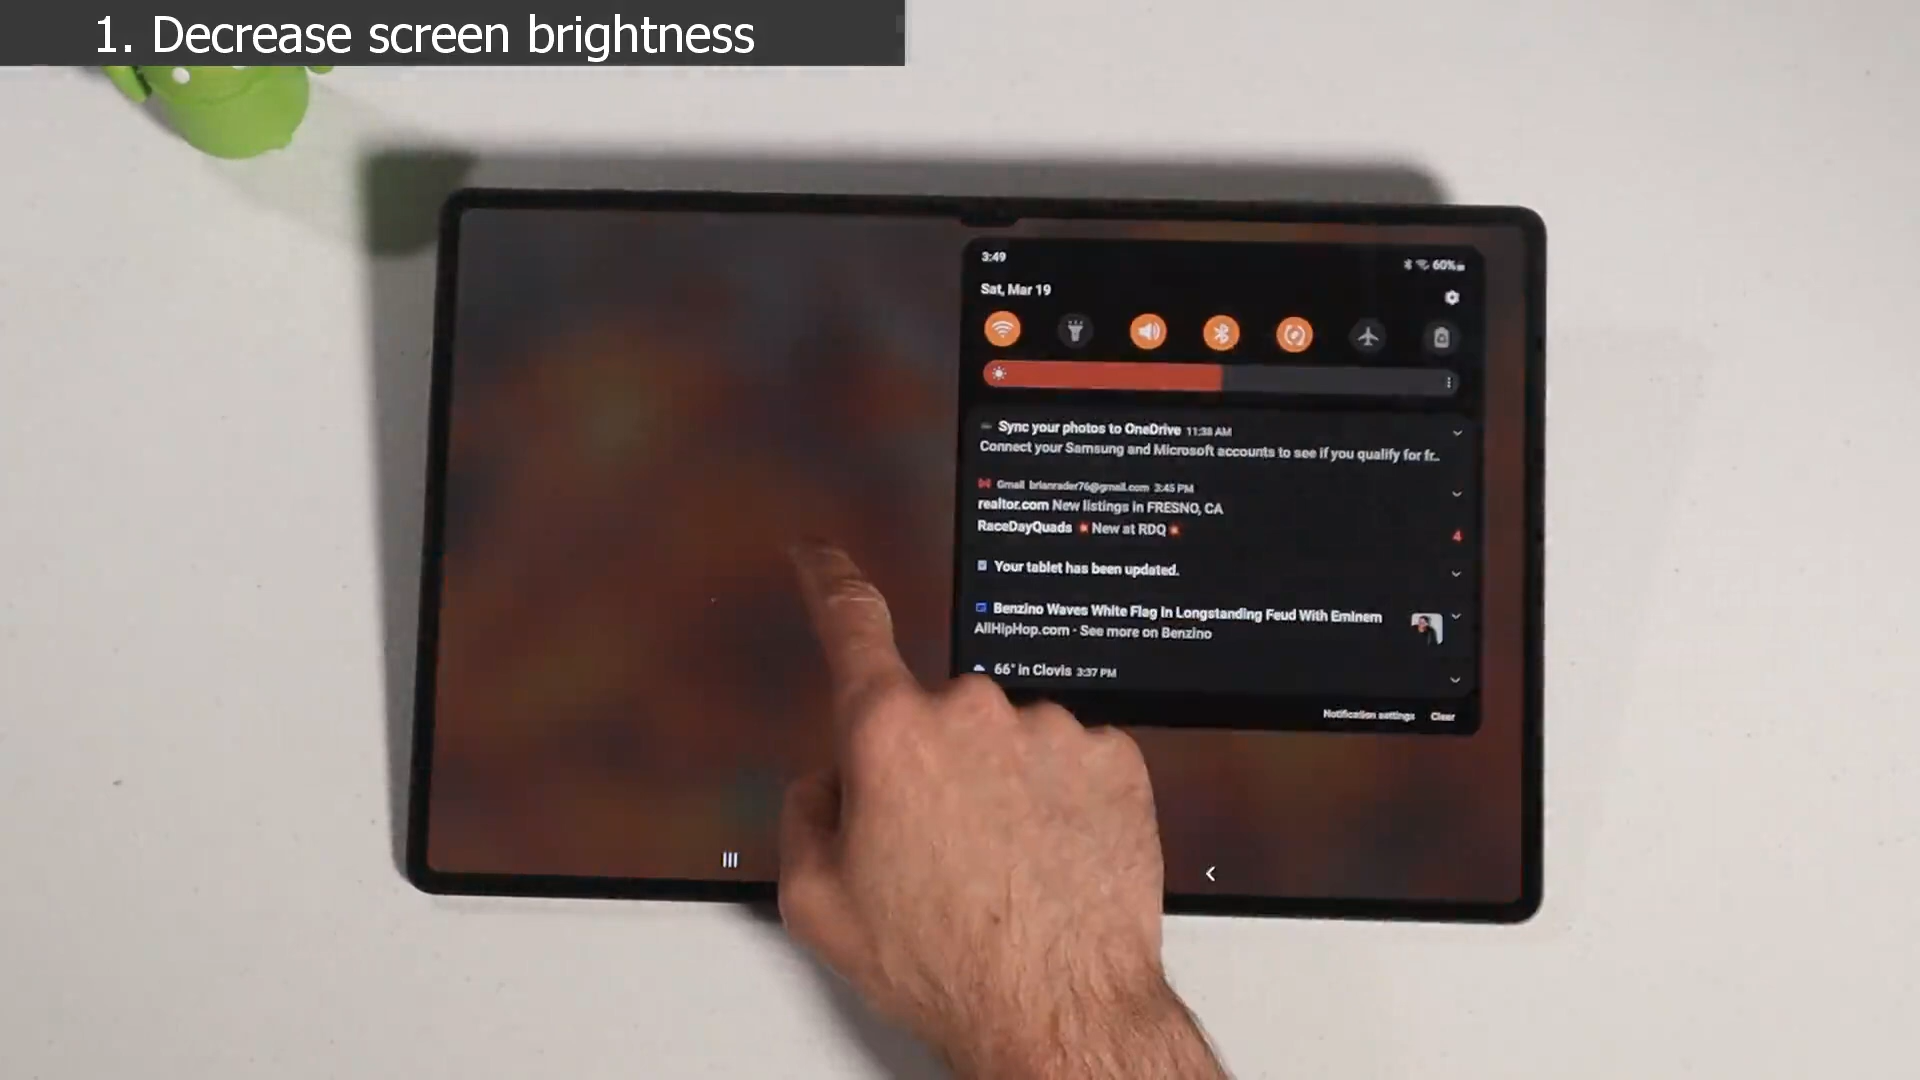 1. Decrease screen brightness
3:49
60%
Sat, Mar 19
Sync your photos to OneDrive 11:38 AM
Connect your Samsung and Microsoft accounts to see if you qualify for fr..
Gmail brianrader76@gmail.com 3:45 PM
realtor.com New listings in FRESNO, CA
RaceDayQuads 💥New at RDQ💥
4
Your tablet has been updated.
Benzino Waves White Flag In Longstanding Feud With Eminem
AllHipHop.com · See more on Benzino
66° in Clovis 3:37 PM
Notification settings Clear